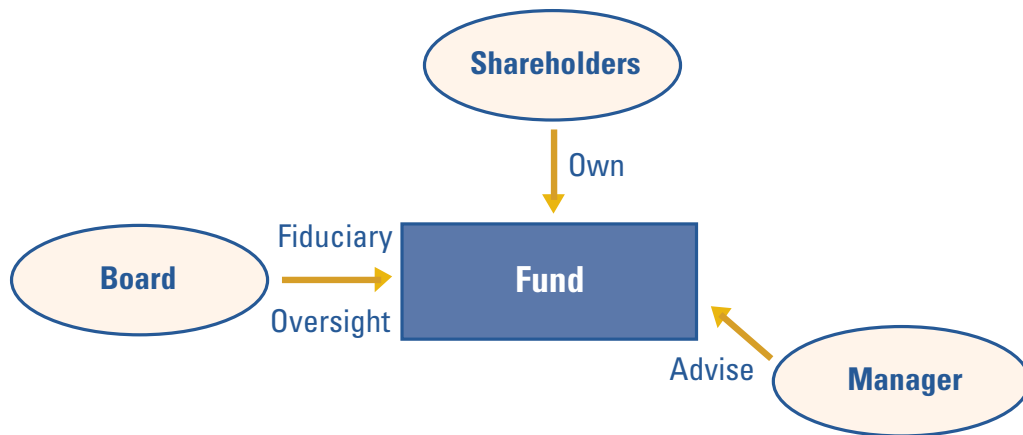 Shareholders
Own
Fiduciary
Board
Fund
Oversight
Advise
Manager